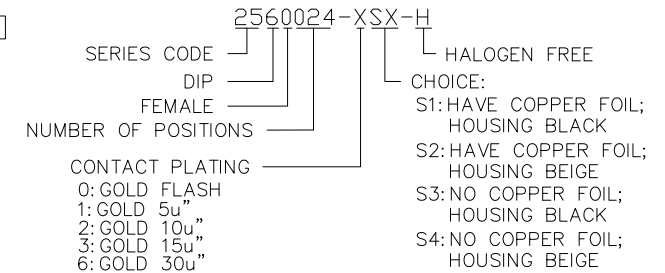 2560024-XSX-H
SERIES CODE
DIP
FEMALE
NUMBER OF POSITIONS
CONTACT PLATING
0: GOLD FLASH
1: GOLD 5u"
2: GOLD 10u"
3: GOLD 15u"
6: GOLD 30u"
HALOGEN FREE
CHOICE:
S1: HAVE COPPER FOIL;
HOUSING BLACK
S2: HAVE COPPER FOIL;
HOUSING BEIGE
S3: NO COPPER FOIL;
HOUSING BLACK
S4: NO COPPER FOIL;
HOUSING BEIGE